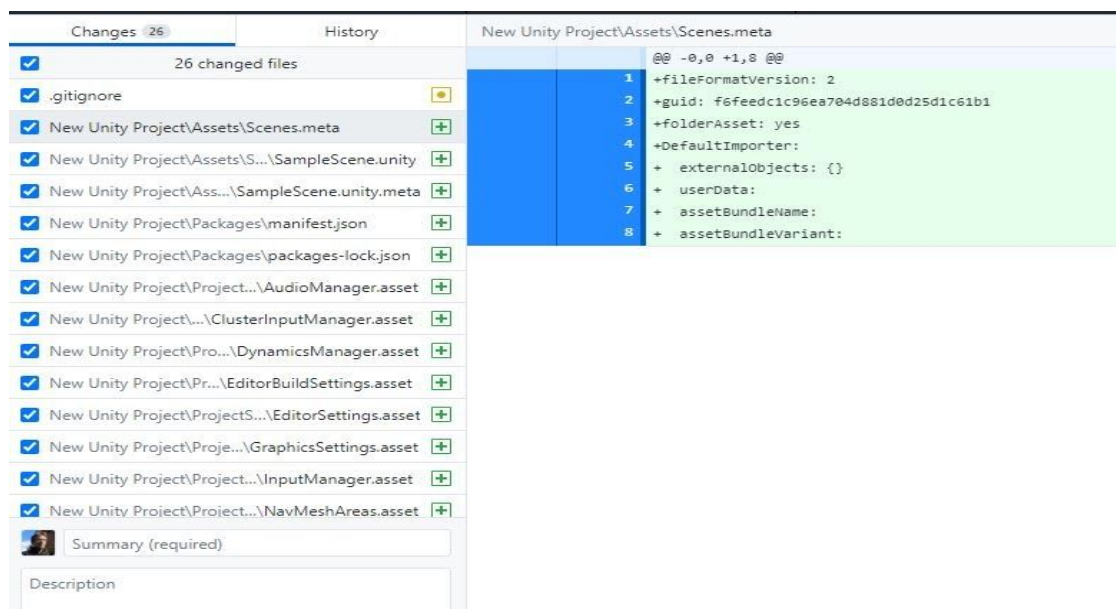 Changes 26
History
26 changed files
.gitignore
New Unity Project\Assets\Scenes.meta
New Unity Project\Assets\S...\SampleScene.unity
New Unity Project\Ass...\SampleScene.unity.meta
New Unity Project\Packages\manifest.json
New Unity Project\Packages\packages-lock.json
New Unity Project\Project...\AudioManager.asset
New Unity Project\...\ClusterInputManager.asset
New Unity Project\Pro...\DynamicsManager.asset
New Unity Project\Pr...\EditorBuildSettings.asset
New Unity Project\ProjectS...\EditorSettings.asset
New Unity Project\Proje...\GraphicsSettings.asset
New Unity Project\Project...\InputManager.asset
New Unity Project\Project...\NavMeshAreas.asset
Summary (required)
Description
New Unity Project\Assets\Scenes.meta
@@ -0,0 +1,8 @@
1 +fileFormatVersion: 2
2 +guid: f6feedc1c96ea704d881d0d25d1c61b1
3 +folderAsset: yes
4 +DefaultImporter:
5 +  externalObjects: {}
6 +  userData:
7 +  assetBundleName:
8 +  assetBundleVariant: